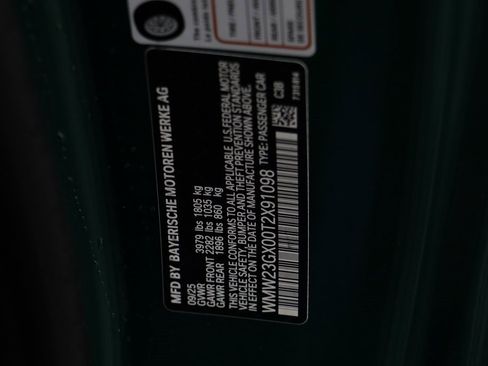 MFD BY BAYERISCHE MOTOREN WERKE AG
09/25
GVWR 3979 lbs 1805 kg
GAWR FRONT 2282 lbs 1035 kg
GAWR REAR 1896 lbs 860 kg
THIS VEHICLE CONFORMS TO ALL APPLICABLE U.S. FEDERAL MOTOR
VEHICLE SAFETY, BUMPER AND THEFT PREVENTION STANDARDS
IN EFFECT ON THE DATE OF MANUFACTURE SHOWN ABOVE.
WMW23GX00T2X91098 TYPE: PASSENGER CAR
C3B